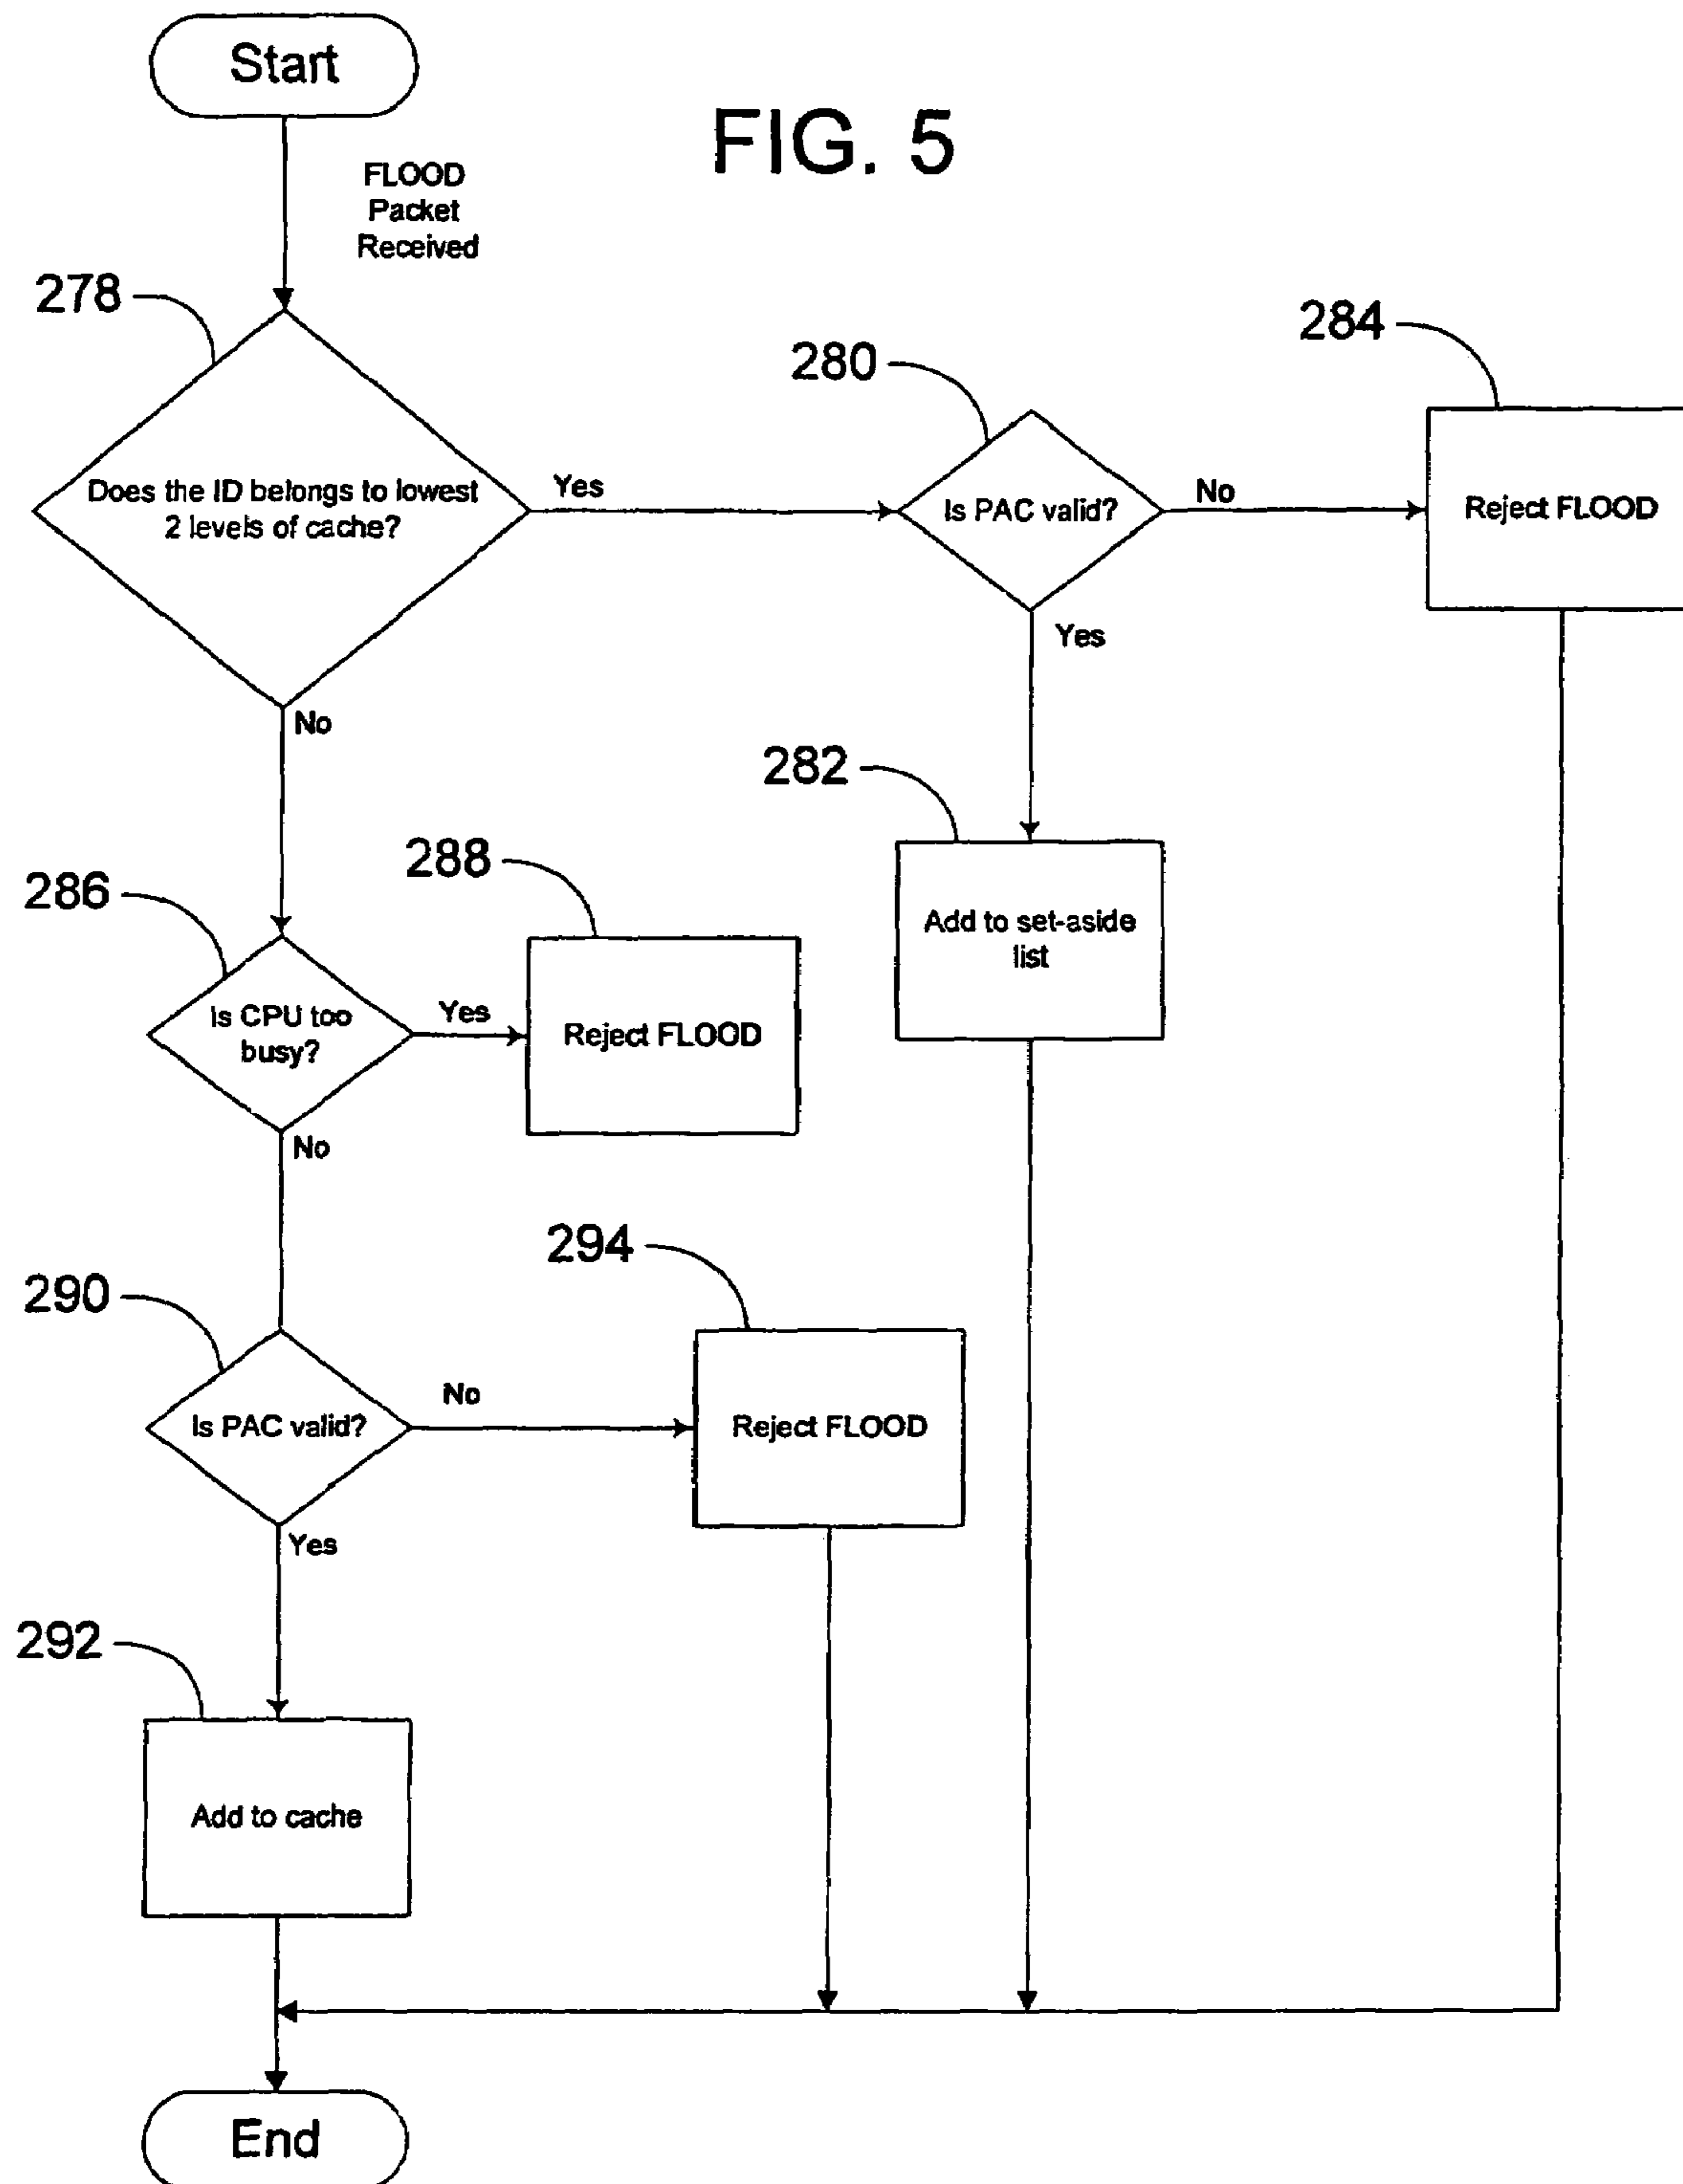 Start
FIG. 5
FLOOD
Packet
Received
278
284
280
Does the ID belongs to lowest
2 levels of cache?
Yes
Is PAC valid?
No
Reject FLOOD
Yes
No
282
288
286
Add to set-aside
list
Is CPU too
busy?
Yes
Reject FLOOD
No
294
290
No
Is PAC valid?
Reject FLOOD
Yes
292
Add to cache
End